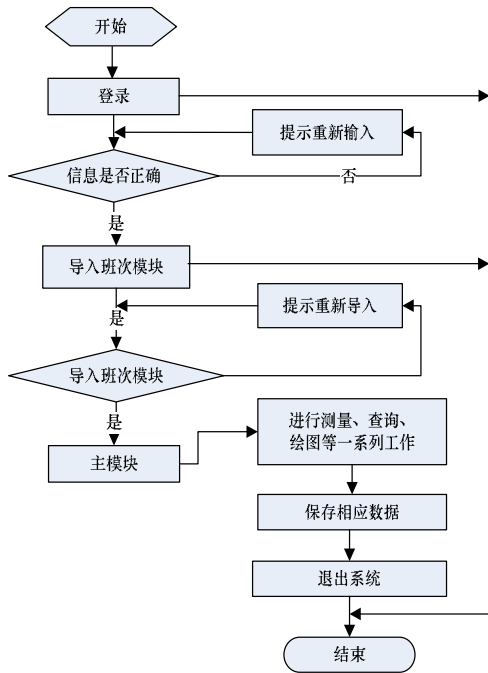 开始
登录
提示重新输入
信息是否正确
否
是
导入班次模块
提示重新导入
是
导入班次模块
是
进行测量、查询、
绘图等一系列工作
主模块
保存相应数据
退出系统
结束